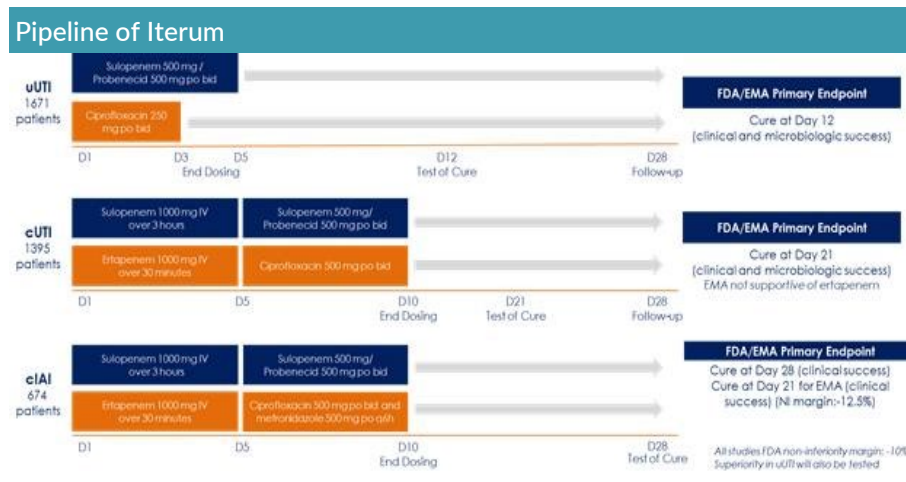 Pipeline of Iterum
uUTI
1671
patients
Sulopenem 500 mg /
Probenecid 500 mg po bid
Ciprofloxacin 250
mg po bid
FDA/EMA Primary Endpoint
Cure at Day 12
(clinical and microbiologic success)
D1 D3 D5 D12 D28
End Dosing Test of Cure Follow-up
cUTI
1395
patients
Sulopenem 1000 mg IV
over 3 hours
Sulopenem 500 mg/
Probenecid 500 mg po bid
Ertapenem 1000 mg IV
over 30 minutes
Ciprofloxacin 500 mg po bid
FDA/EMA Primary Endpoint
Cure at Day 21
(clinical and microbiologic success)
EMA not supportive of ertapenem
D1 D5 D10 D21 D28
End Dosing Test of Cure Follow-up
cIAI
674
patients
Sulopenem 1000 mg IV
over 3 hours
Sulopenem 500 mg/
Probenecid 500 mg po bid
Ertapenem 1000 mg IV
over 30 minutes
Ciprofloxacin 500 mg po bid and
metronidazole 500 mg po q6h
FDA/EMA Primary Endpoint
Cure at Day 28 (clinical success)
Cure at Day 21 for EMA (clinical
success) (NI margin:-12.5%)
D1 D5 D10 D28
End Dosing Test of Cure
All studies FDA non-inferiority margin: -10%
Superiority in uUTI will also be tested